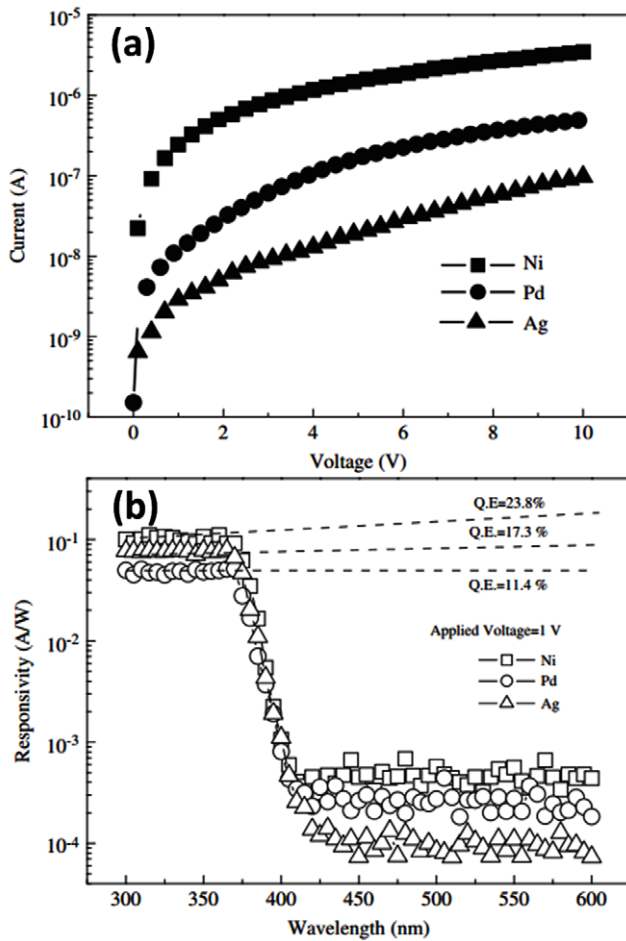 (a)
10⁻⁵
10⁻⁶
10⁻⁷
10⁻⁸
10⁻⁹
10⁻¹⁰
Current (A)
Ni
Pd
Ag
0 2 4 6 8 10
Voltage (V)
(b)
10⁻¹
10⁻²
10⁻³
10⁻⁴
Responsivity (A/W)
Q.E=23.8%
Q.E.=17.3 %
Q.E.=11.4 %
Applied Voltage=1 V
Ni
Pd
Ag
300 350 400 450 500 550 600
Wavelength (nm)